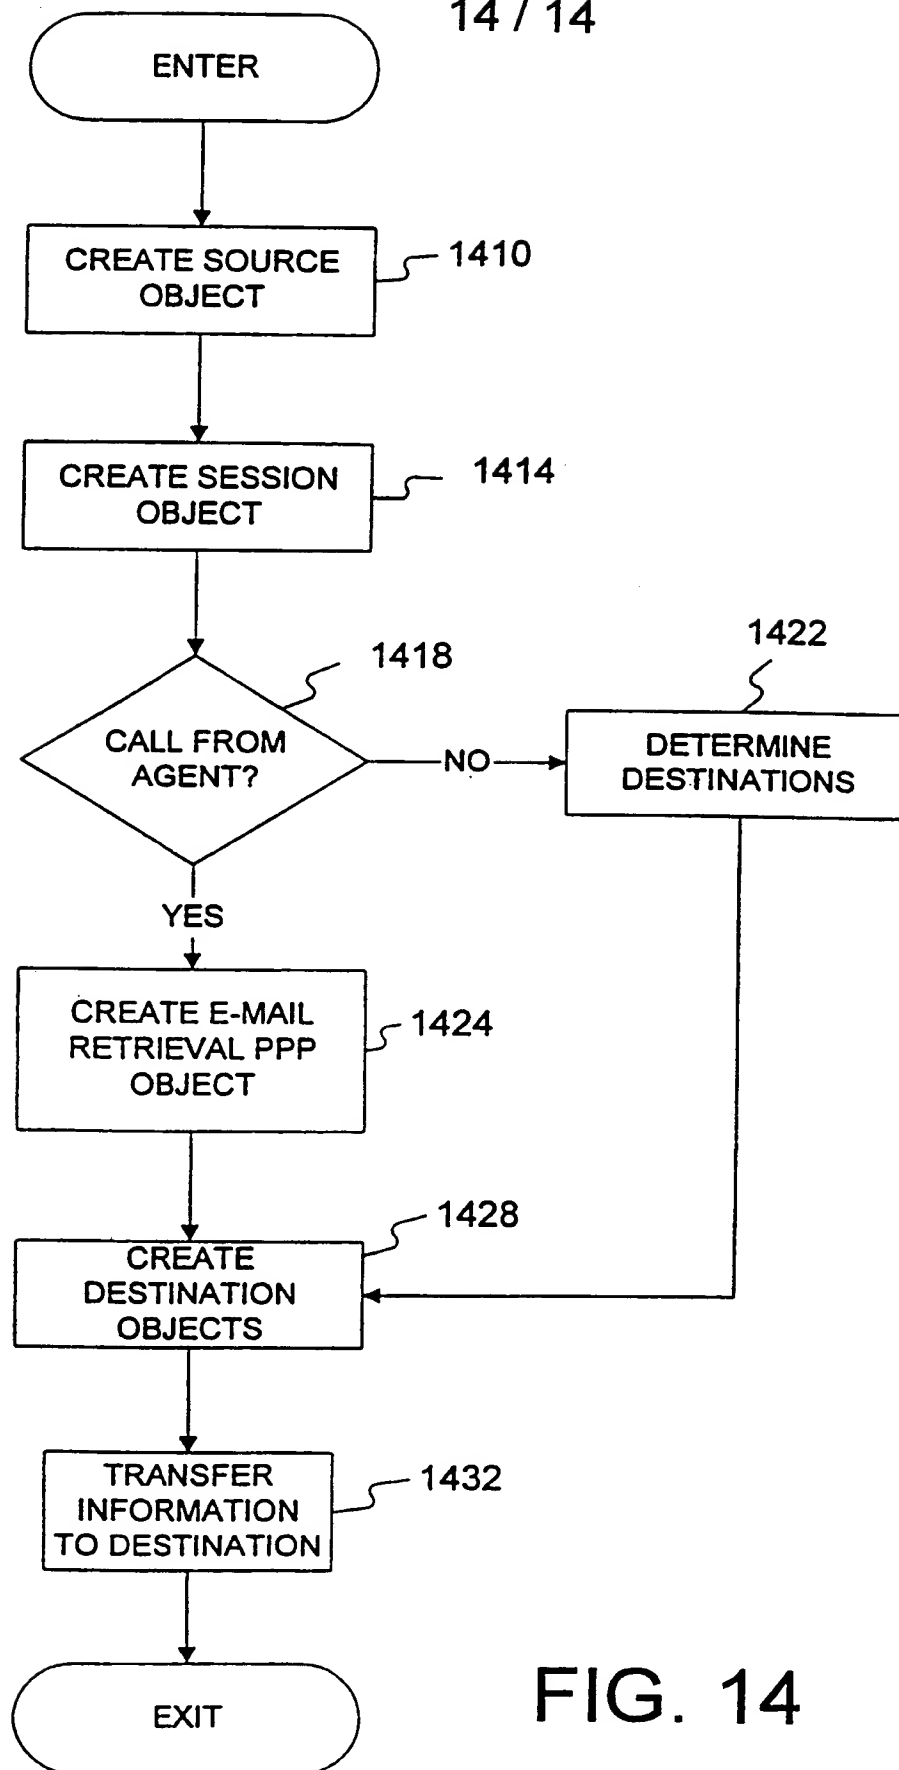 14 / 14
ENTER
CREATE SOURCE
OBJECT
1410
CREATE SESSION
OBJECT
1414
CALL FROM
AGENT?
1418
NO
1422
DETERMINE
DESTINATIONS
YES
CREATE E-MAIL
RETRIEVAL PPP
OBJECT
1424
CREATE
DESTINATION
OBJECTS
1428
TRANSFER
INFORMATION
TO DESTINATION
1432
EXIT
FIG. 14